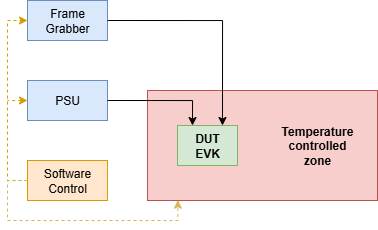 Frame
Grabber
PSU
DUT
EVK
Temperature
controlled
zone
Software
Control